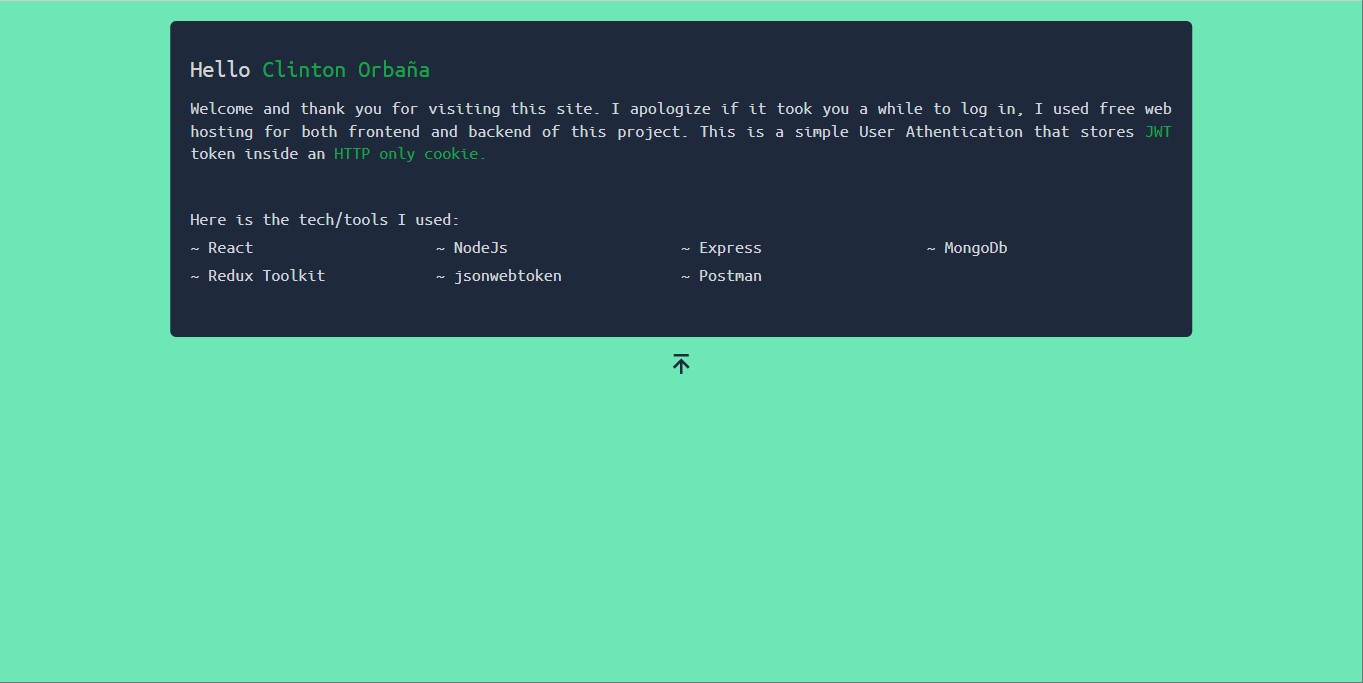 Hello Clinton Orbaña
Welcome and thank you for visiting this site. I apologize if it took you a while to log in, I used free web
hosting for both frontend and backend of this project. This is a simple User Athentication that stores JWT
token inside an HTTP only cookie.
Here is the tech/tools I used:
~ React ~ NodeJs ~ Express ~ MongoDb
~ Redux Toolkit ~ jsonwebtoken ~ Postman